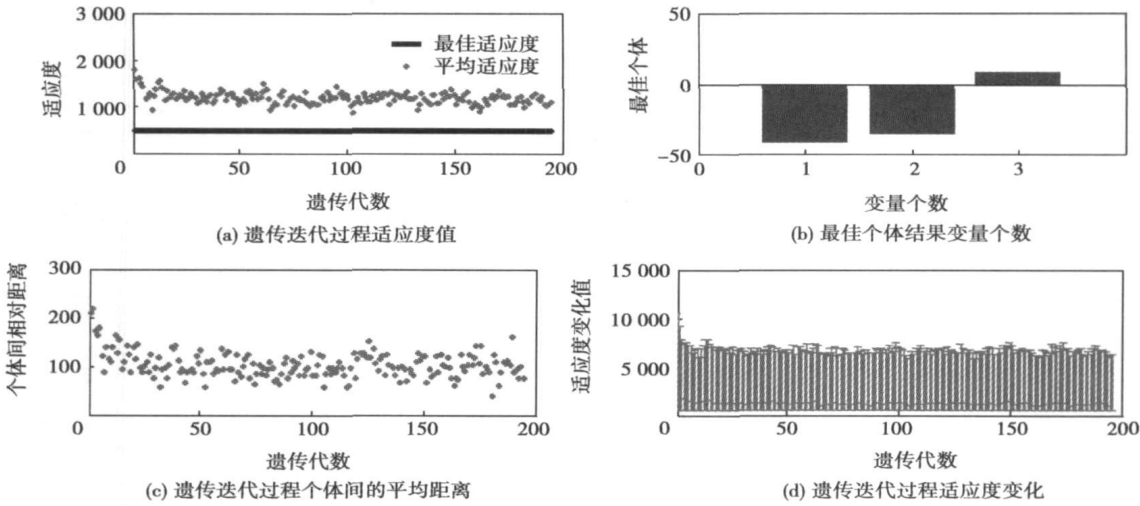 适应度
3 000
2 000
1 000
0
50
100
150
200
最佳适应度
平均适应度
遗传代数
(a) 遗传迭代过程适应度值
最佳个体
50
0
-50
0
1
2
3
变量个数
(b) 最佳个体结果变量个数
个体间相对距离
300
200
100
0
50
100
150
200
遗传代数
(c) 遗传迭代过程个体间的平均距离
适应度变化值
15 000
10 000
5 000
0
50
100
150
200
遗传代数
(d) 遗传迭代过程适应度变化